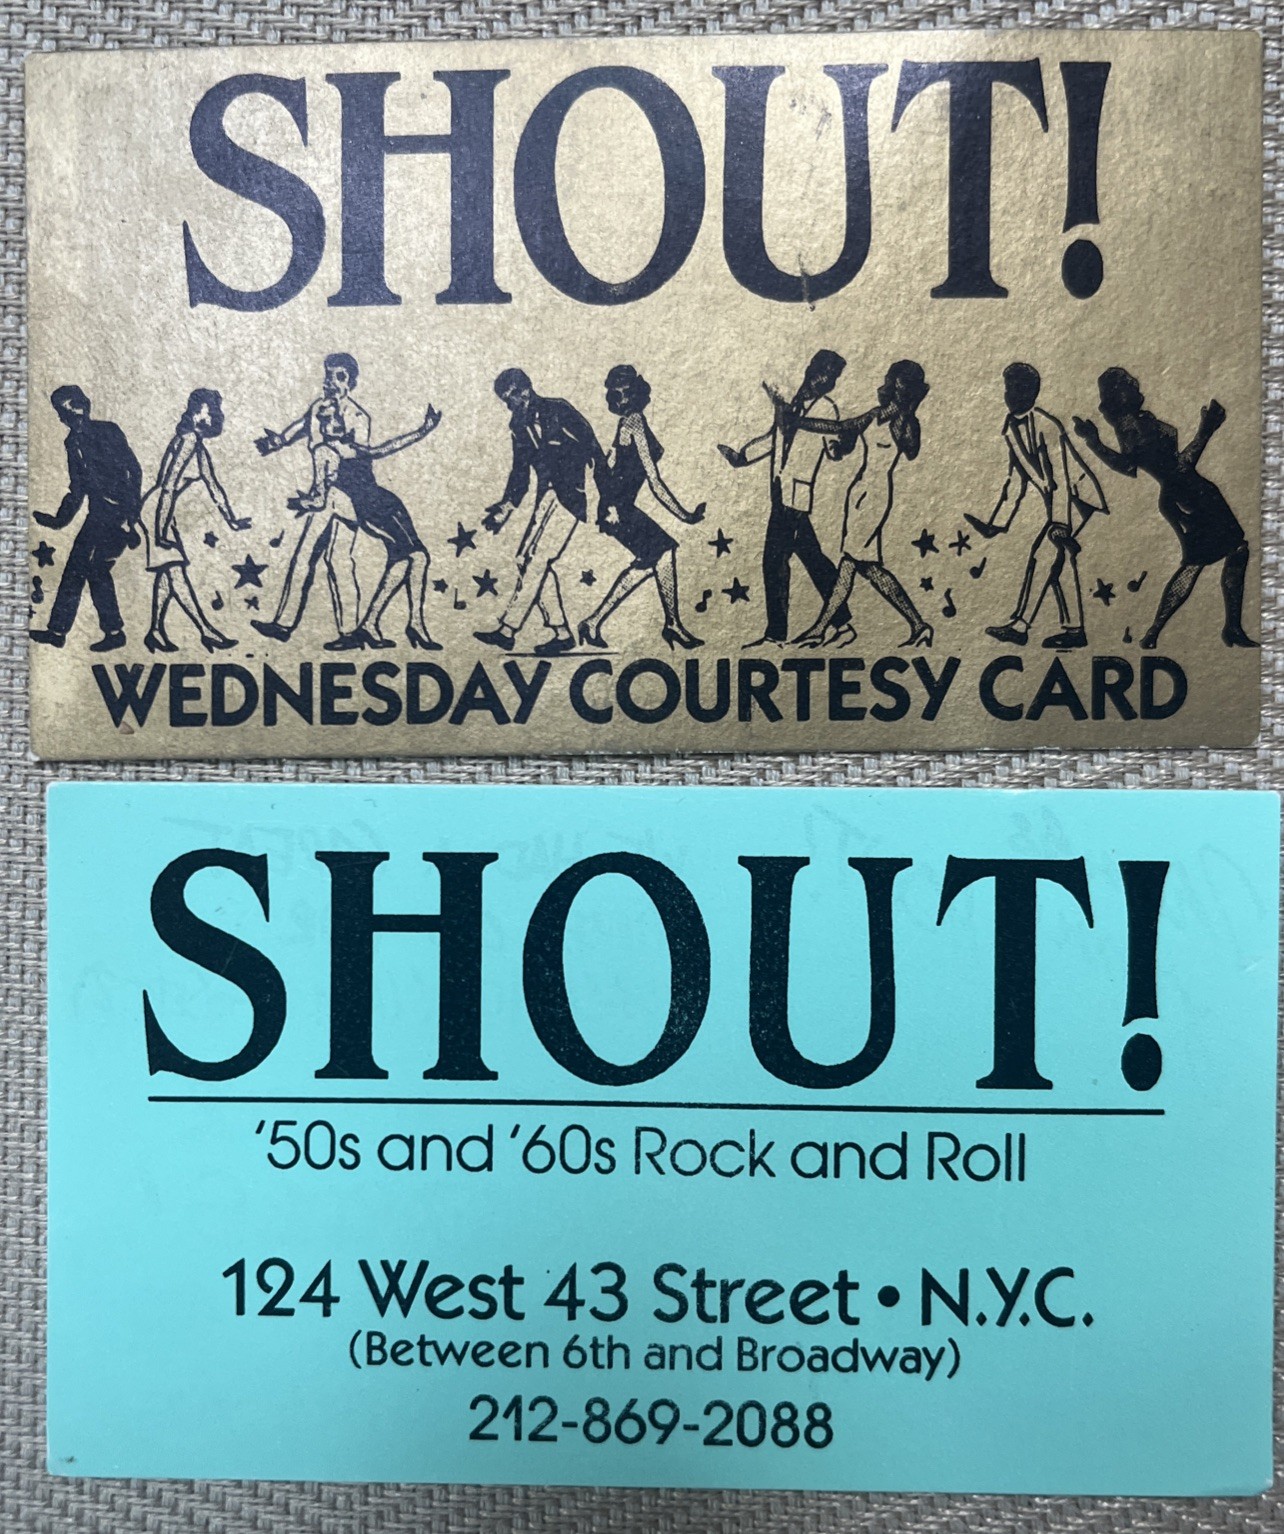 SHOUT!
WEDNESDAY COURTESY CARD
SHOUT!
'50s and '60s Rock and Roll
124 West 43 Street • N.Y.C.
(Between 6th and Broadway)
212-869-2088